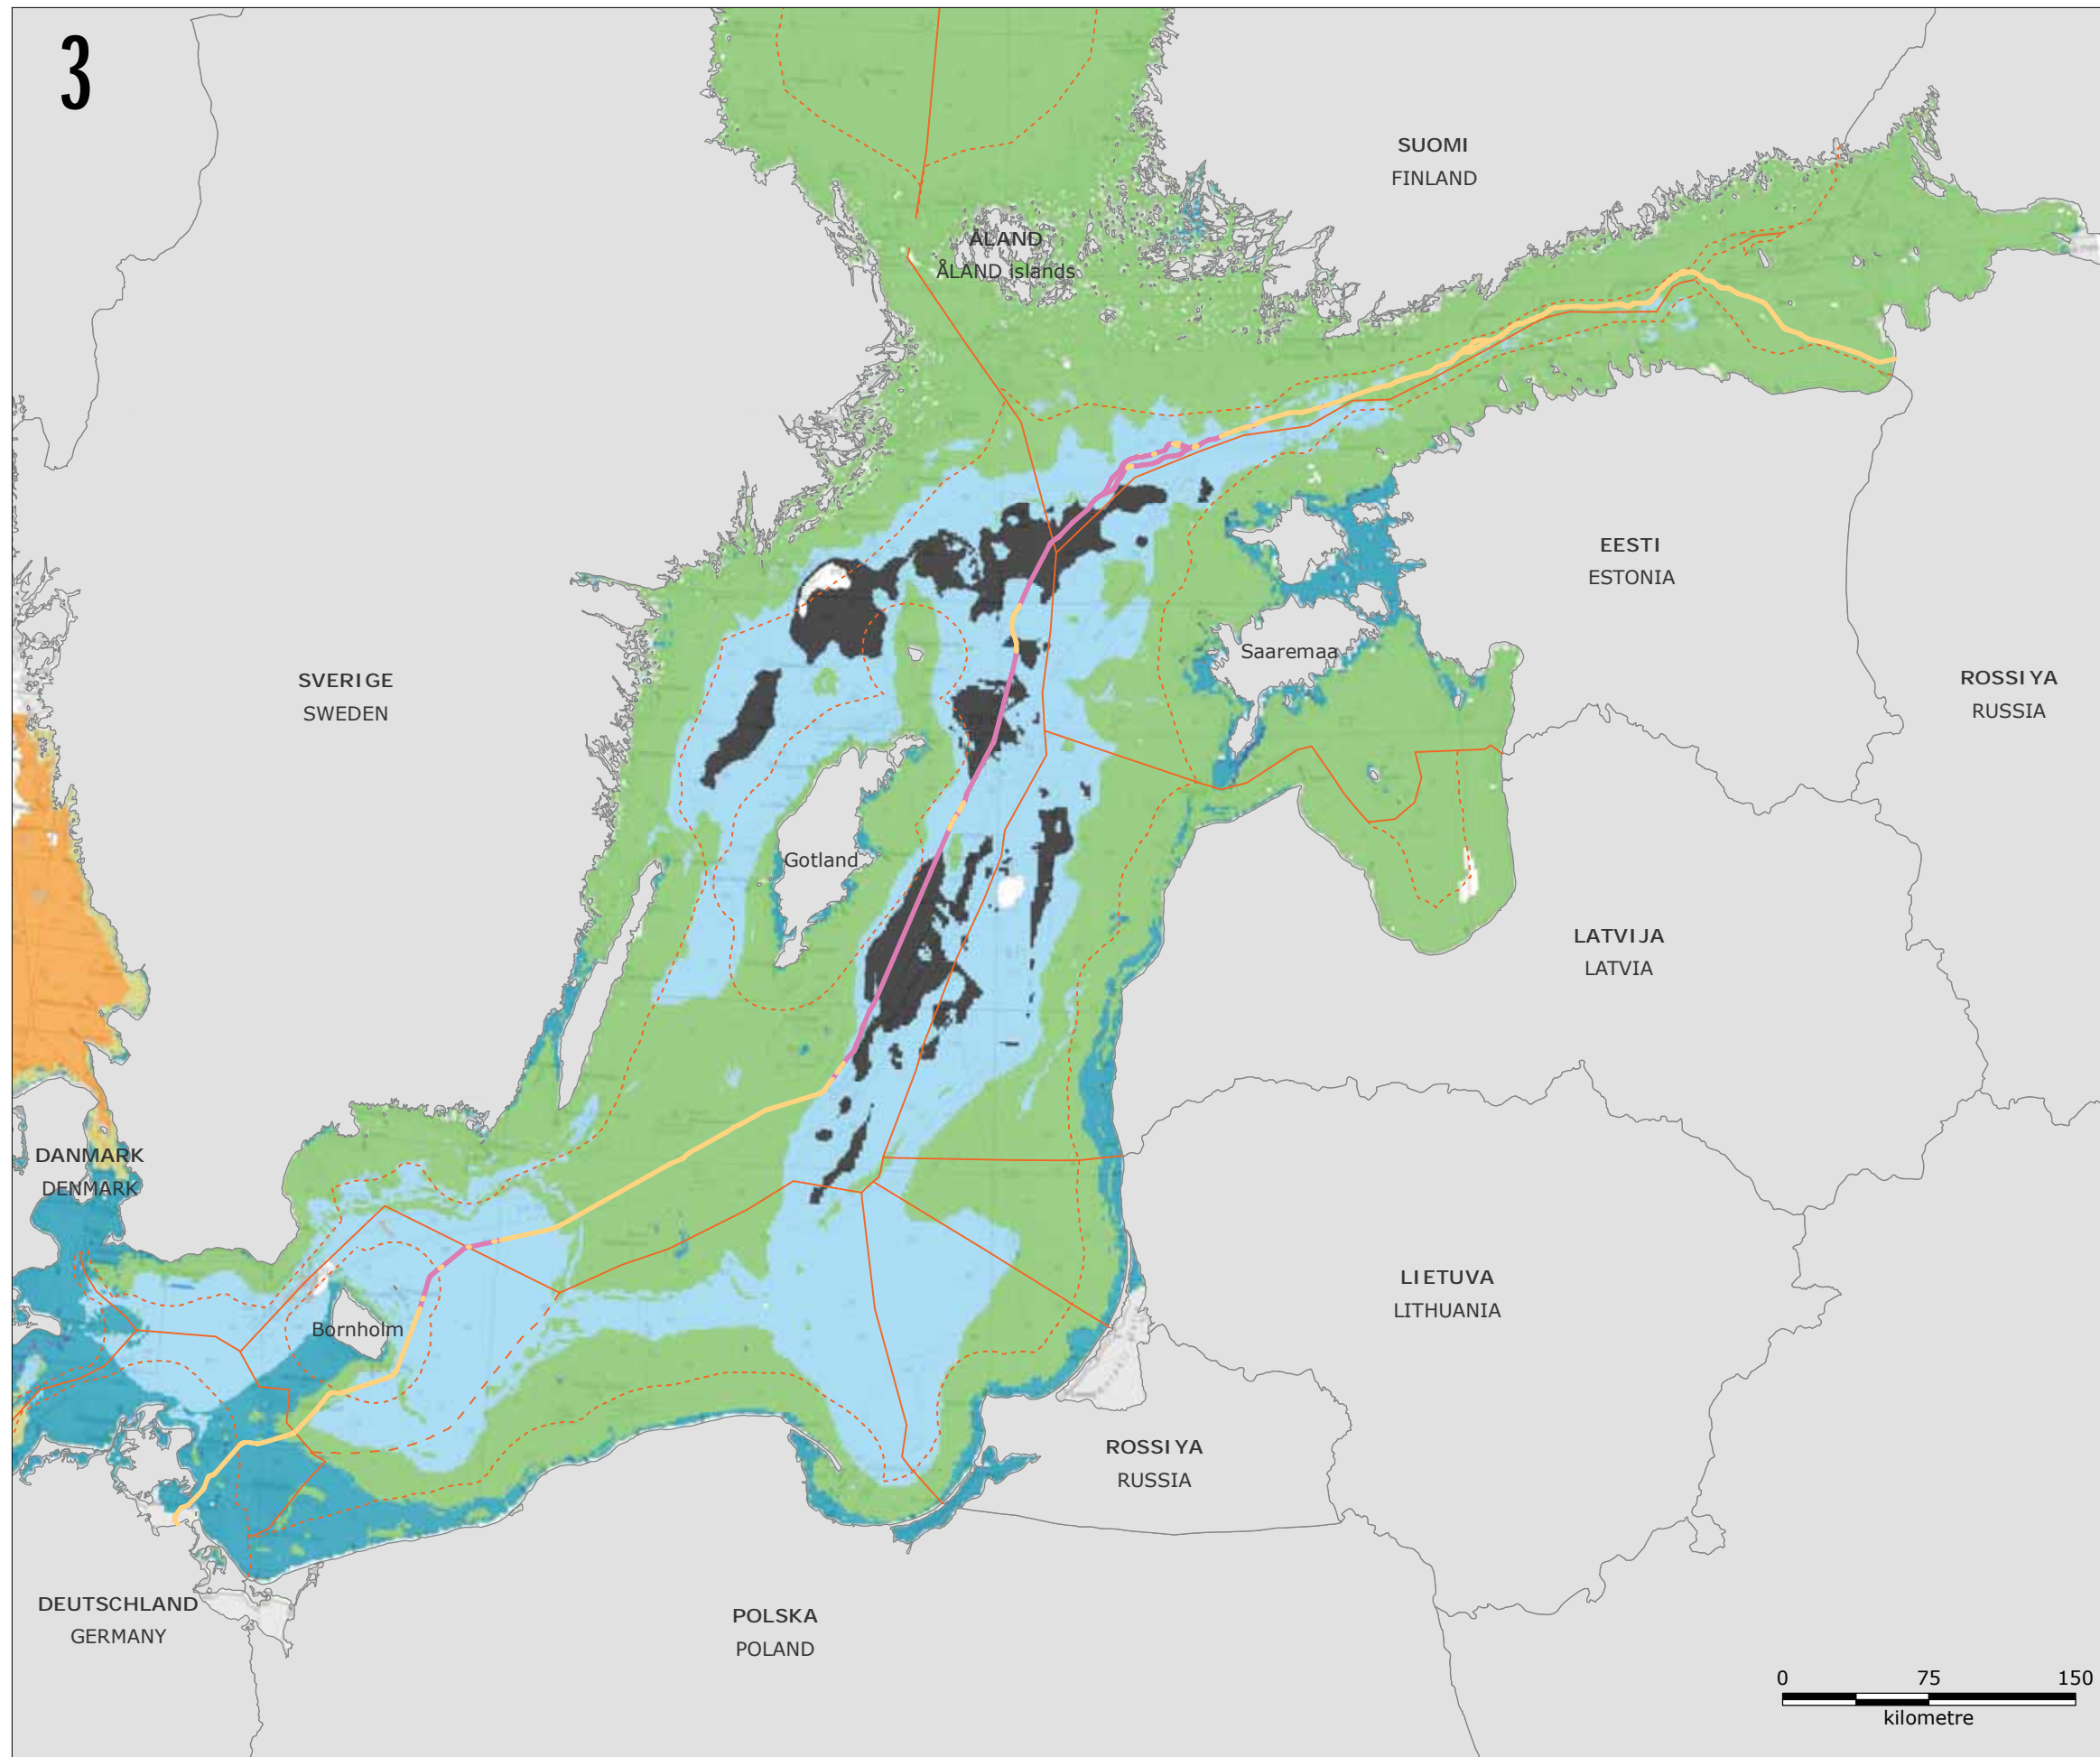 3
SUOMI
FINLAND
ÅLAND
ÅLAND islands
EESTI
ESTONIA
Saaremaa
SVERIGE
SWEDEN
ROSSIYA
RUSSIA
Gotland
LATVIJA
LATVIA
DANMARK
DENMARK
LIETUVA
LITHUANIA
Bornholm
ROSSIYA
RUSSIA
DEUTSCHLAND
GERMANY
POLSKA
POLAND
0 75 150
kilometre